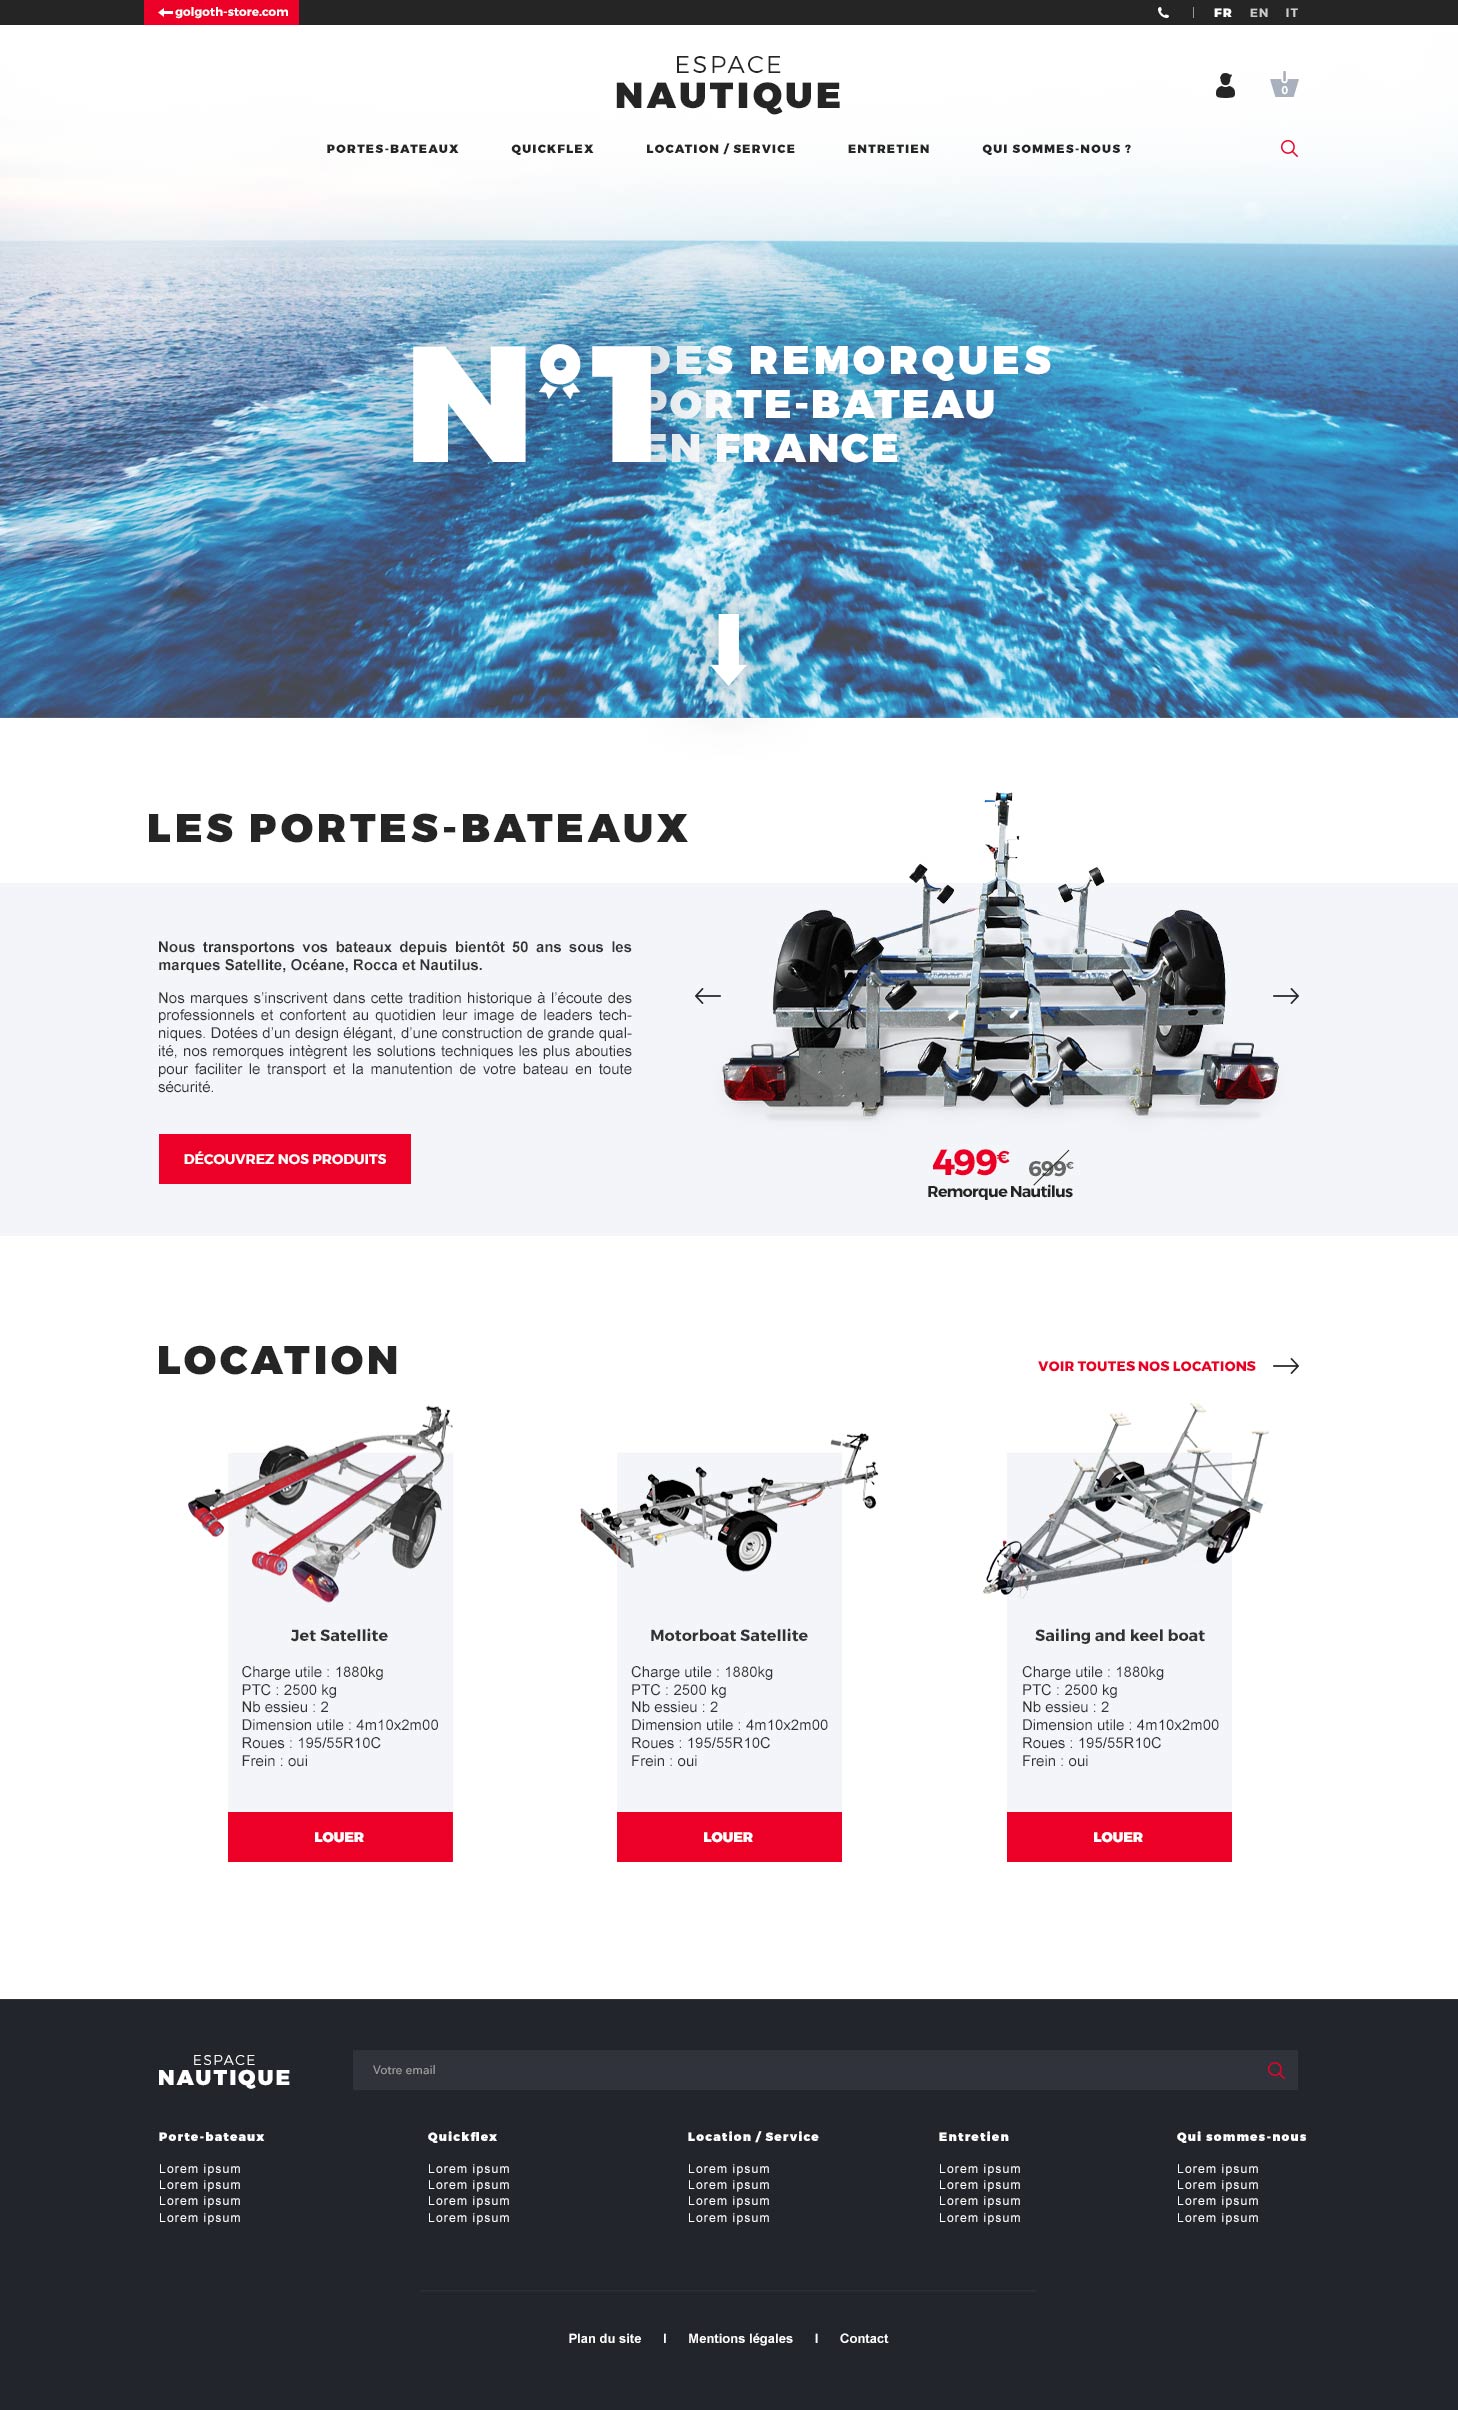 golgoth-store.com
FR EN IT
ESPACE
NAUTIQUE
0
PORTES-BATEAUX QUICKFLEX LOCATION / SERVICE ENTRETIEN QUI SOMMES-NOUS ?
N°1 DES REMORQUES
PORTE-BATEAU
EN FRANCE
LES PORTES-BATEAUX
Nous transportons vos bateaux depuis bientôt 50 ans sous les
marques Satellite, Océane, Rocca et Nautilus.
Nos marques s’inscrivent dans cette tradition historique à l’écoute des
professionnels et confortent au quotidien leur image de leaders tech-
niques. Dotées d’un design élégant, d’une construction de grande qual-
ité, nos remorques intègrent les solutions techniques les plus abouties
pour faciliter le transport et la manutention de votre bateau en toute
sécurité.
DÉCOUVREZ NOS PRODUITS
499€ 699€
Remorque Nautilus
LOCATION
VOIR TOUTES NOS LOCATIONS
Jet Satellite
Charge utile : 1880kg
PTC : 2500 kg
Nb essieu : 2
Dimension utile : 4m10x2m00
Roues : 195/55R10C
Frein : oui
LOUER
Motorboat Satellite
Charge utile : 1880kg
PTC : 2500 kg
Nb essieu : 2
Dimension utile : 4m10x2m00
Roues : 195/55R10C
Frein : oui
LOUER
Sailing and keel boat
Charge utile : 1880kg
PTC : 2500 kg
Nb essieu : 2
Dimension utile : 4m10x2m00
Roues : 195/55R10C
Frein : oui
LOUER
ESPACE
NAUTIQUE
Votre email
Porte-bateaux
Lorem ipsum
Lorem ipsum
Lorem ipsum
Lorem ipsum
Quickflex
Lorem ipsum
Lorem ipsum
Lorem ipsum
Lorem ipsum
Location / Service
Lorem ipsum
Lorem ipsum
Lorem ipsum
Lorem ipsum
Entretien
Lorem ipsum
Lorem ipsum
Lorem ipsum
Lorem ipsum
Qui sommes-nous
Lorem ipsum
Lorem ipsum
Lorem ipsum
Lorem ipsum
Plan du site I Mentions légales I Contact